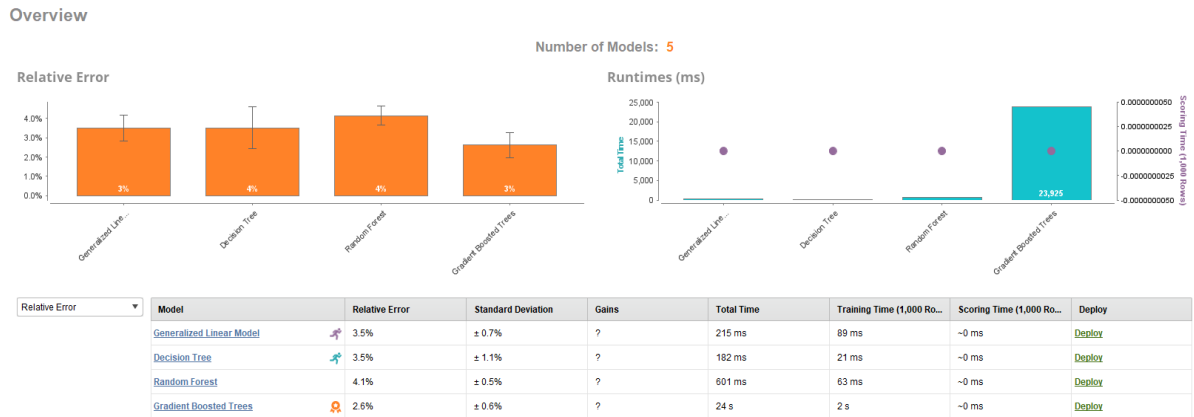 Overview
Number of Models: 5
Relative Error
4.0%
3.0%
2.0%
1.0%
0.0%
3%
4%
4%
3%
Generalized Line...
Decision Tree
Random Forest
Gradient Boosted Trees
Runtimes (ms)
Total Time
25,000
20,000
15,000
10,000
5,000
0
23,925
0.0000000050
0.0000000025
0.0000000000
-0.0000000025
-0.0000000050
Scoring Time (1,000 Rows)
Generalized Line...
Decision Tree
Random Forest
Gradient Boosted Trees
Relative Error
Model Relative Error Standard Deviation Gains Total Time Training Time (1,000 Ro... Scoring Time (1,000 Ro... Deploy
Generalized Linear Model 3.5% ± 0.7% ? 215 ms 89 ms ~0 ms Deploy
Decision Tree 3.5% ± 1.1% ? 182 ms 21 ms ~0 ms Deploy
Random Forest 4.1% ± 0.5% ? 601 ms 63 ms ~0 ms Deploy
Gradient Boosted Trees 2.6% ± 0.6% ? 24 s 2 s ~0 ms Deploy